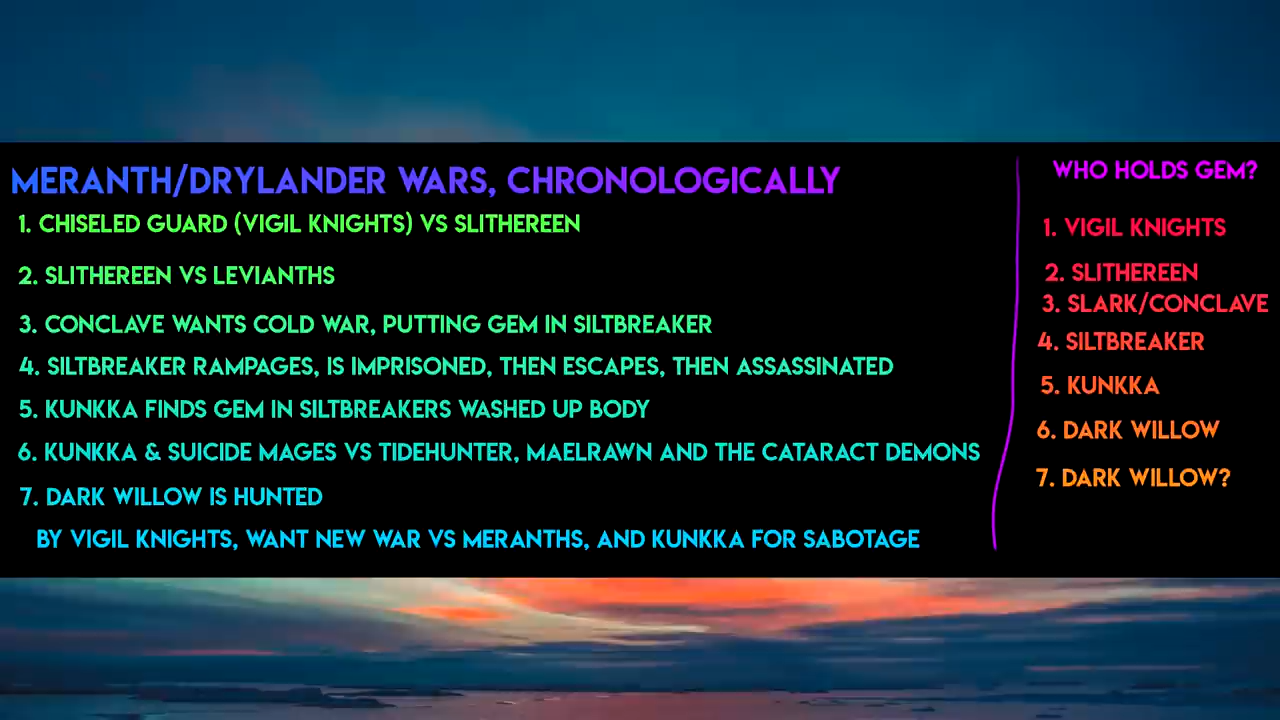 MERANTH/DRYLANDER WARS, CHRONOLOGICALLY
1. CHISELED GUARD (VIGIL KNIGHTS) VS SLITHEREEN
2. SLITHEREEN VS LEVIANTHS
3. CONCLAVE WANTS COLD WAR, PUTTING GEM IN SILTBREAKER
4. SILTBREAKER RAMPAGES, IS IMPRISONED, THEN ESCAPES, THEN ASSASSINATED
5. KUNKKA FINDS GEM IN SILTBREAKERS WASHED UP BODY
6. KUNKKA & SUICIDE MAGES VS TIDEHUNTER, MAELRAWN AND THE CATARACT DEMONS
7. DARK WILLOW IS HUNTED
BY VIGIL KNIGHTS, WANT NEW WAR VS MERANTHS, AND KUNKKA FOR SABOTAGE
WHO HOLDS GEM?
1. VIGIL KNIGHTS
2. SLITHEREEN
3. SLARK/CONCLAVE
4. SILTBREAKER
5. KUNKKA
6. DARK WILLOW
7. DARK WILLOW?